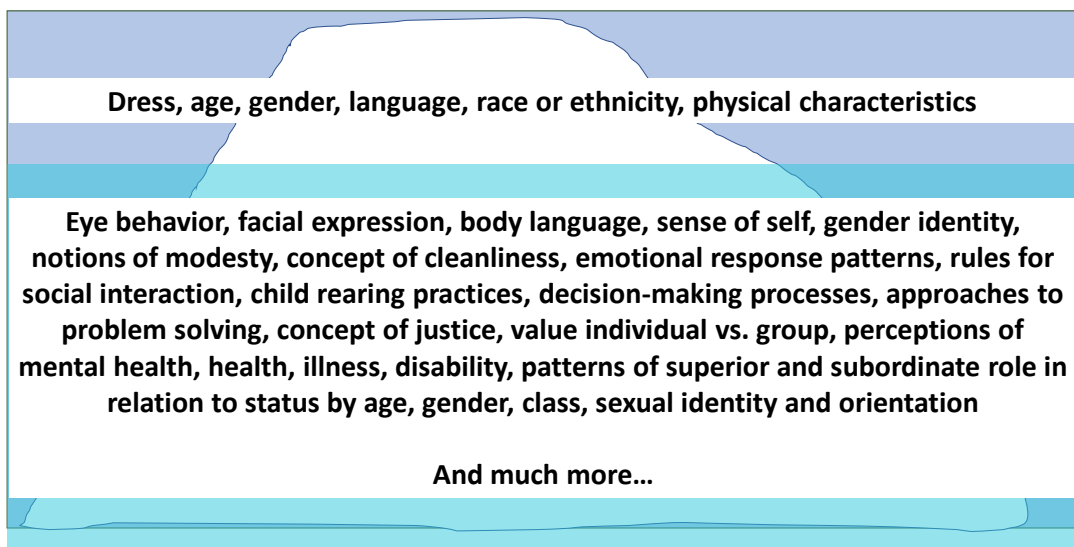 Dress, age, gender, language, race or ethnicity, physical characteristics
Eye behavior, facial expression, body language, sense of self, gender identity,
notions of modesty, concept of cleanliness, emotional response patterns, rules for
social interaction, child rearing practices, decision-making processes, approaches to
problem solving, concept of justice, value individual vs. group, perceptions of
mental health, health, illness, disability, patterns of superior and subordinate role in
relation to status by age, gender, class, sexual identity and orientation
And much more…